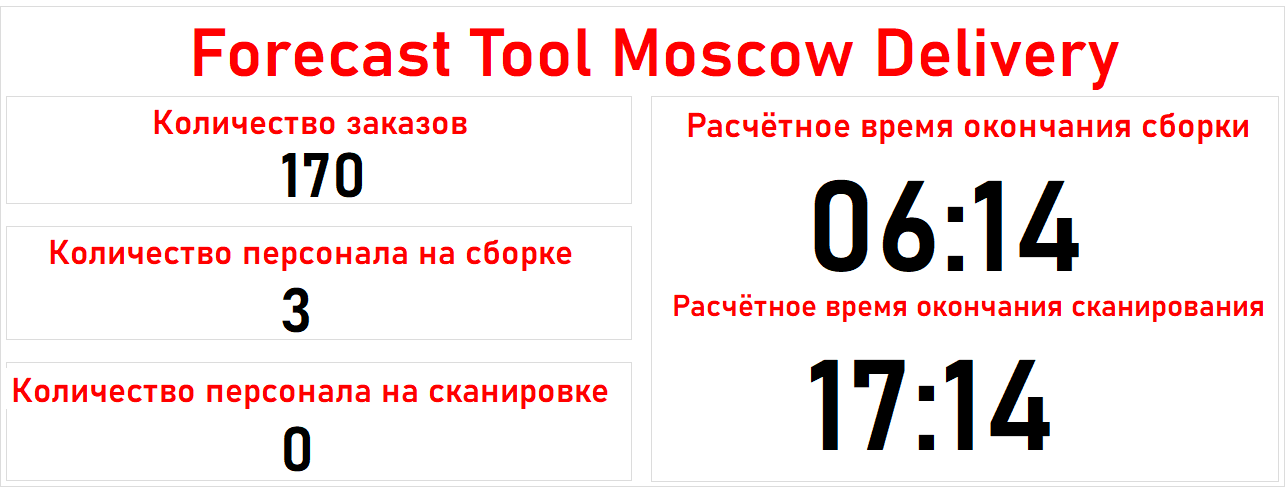 Forecast Tool Moscow Delivery
Количество заказов
170
Количество персонала на сборке
3
Количество персонала на сканировке
0
Расчётное время окончания сборки
06:14
Расчётное время окончания сканирования
17:14